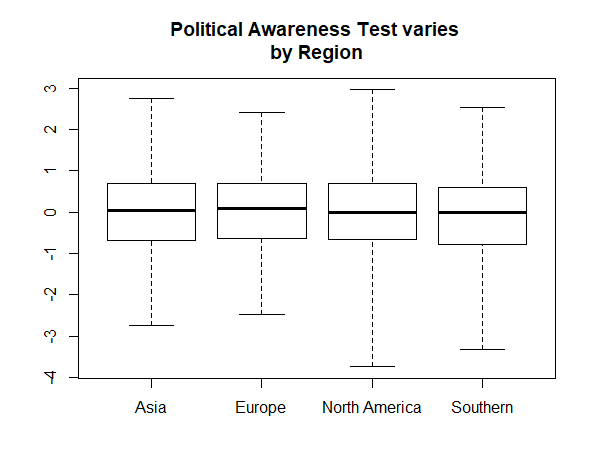 Political Awareness Test varies
by Region
3
2
1
0
-1
-2
-3
-4
Asia Europe North America Southern